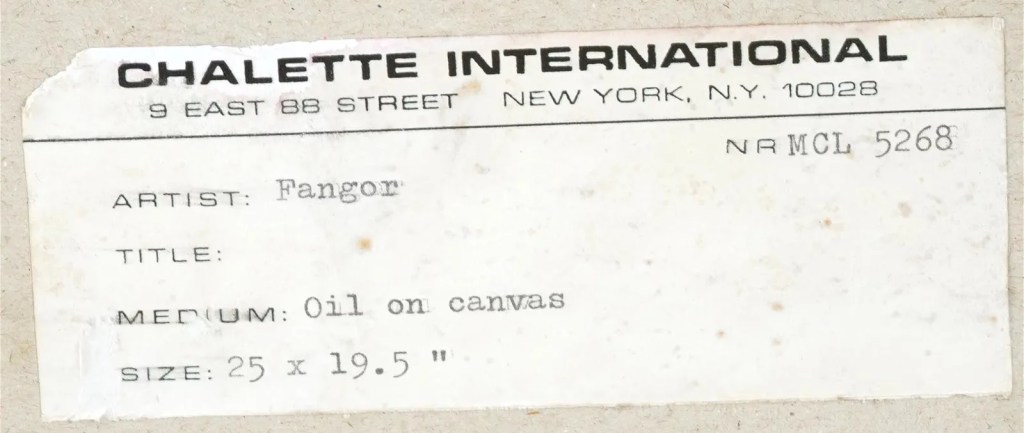 CHALETTE INTERNATIONAL
9 EAST 88 STREET NEW YORK, N.Y. 10028
NR MCL 5268
ARTIST: Fangor
TITLE:
MEDIUM: Oil on canvas
SIZE: 25 x 19.5 "